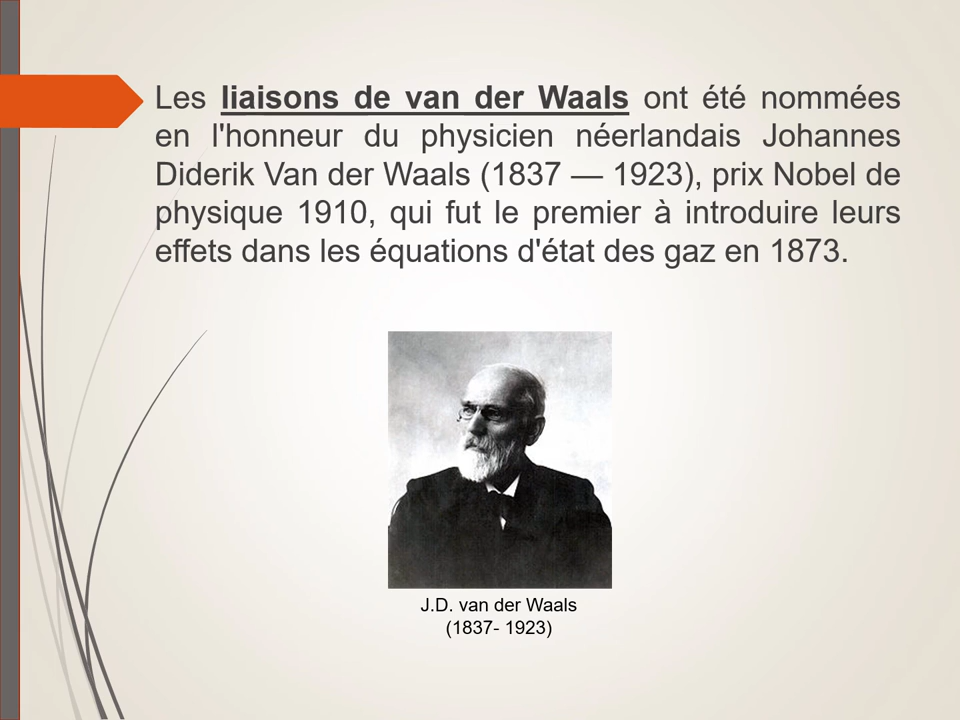 Les liaisons de van der Waals ont été nommées
en l'honneur du physicien néerlandais Johannes
Diderik Van der Waals (1837 — 1923), prix Nobel de
physique 1910, qui fut le premier à introduire leurs
effets dans les équations d'état des gaz en 1873.
J.D. van der Waals
(1837- 1923)